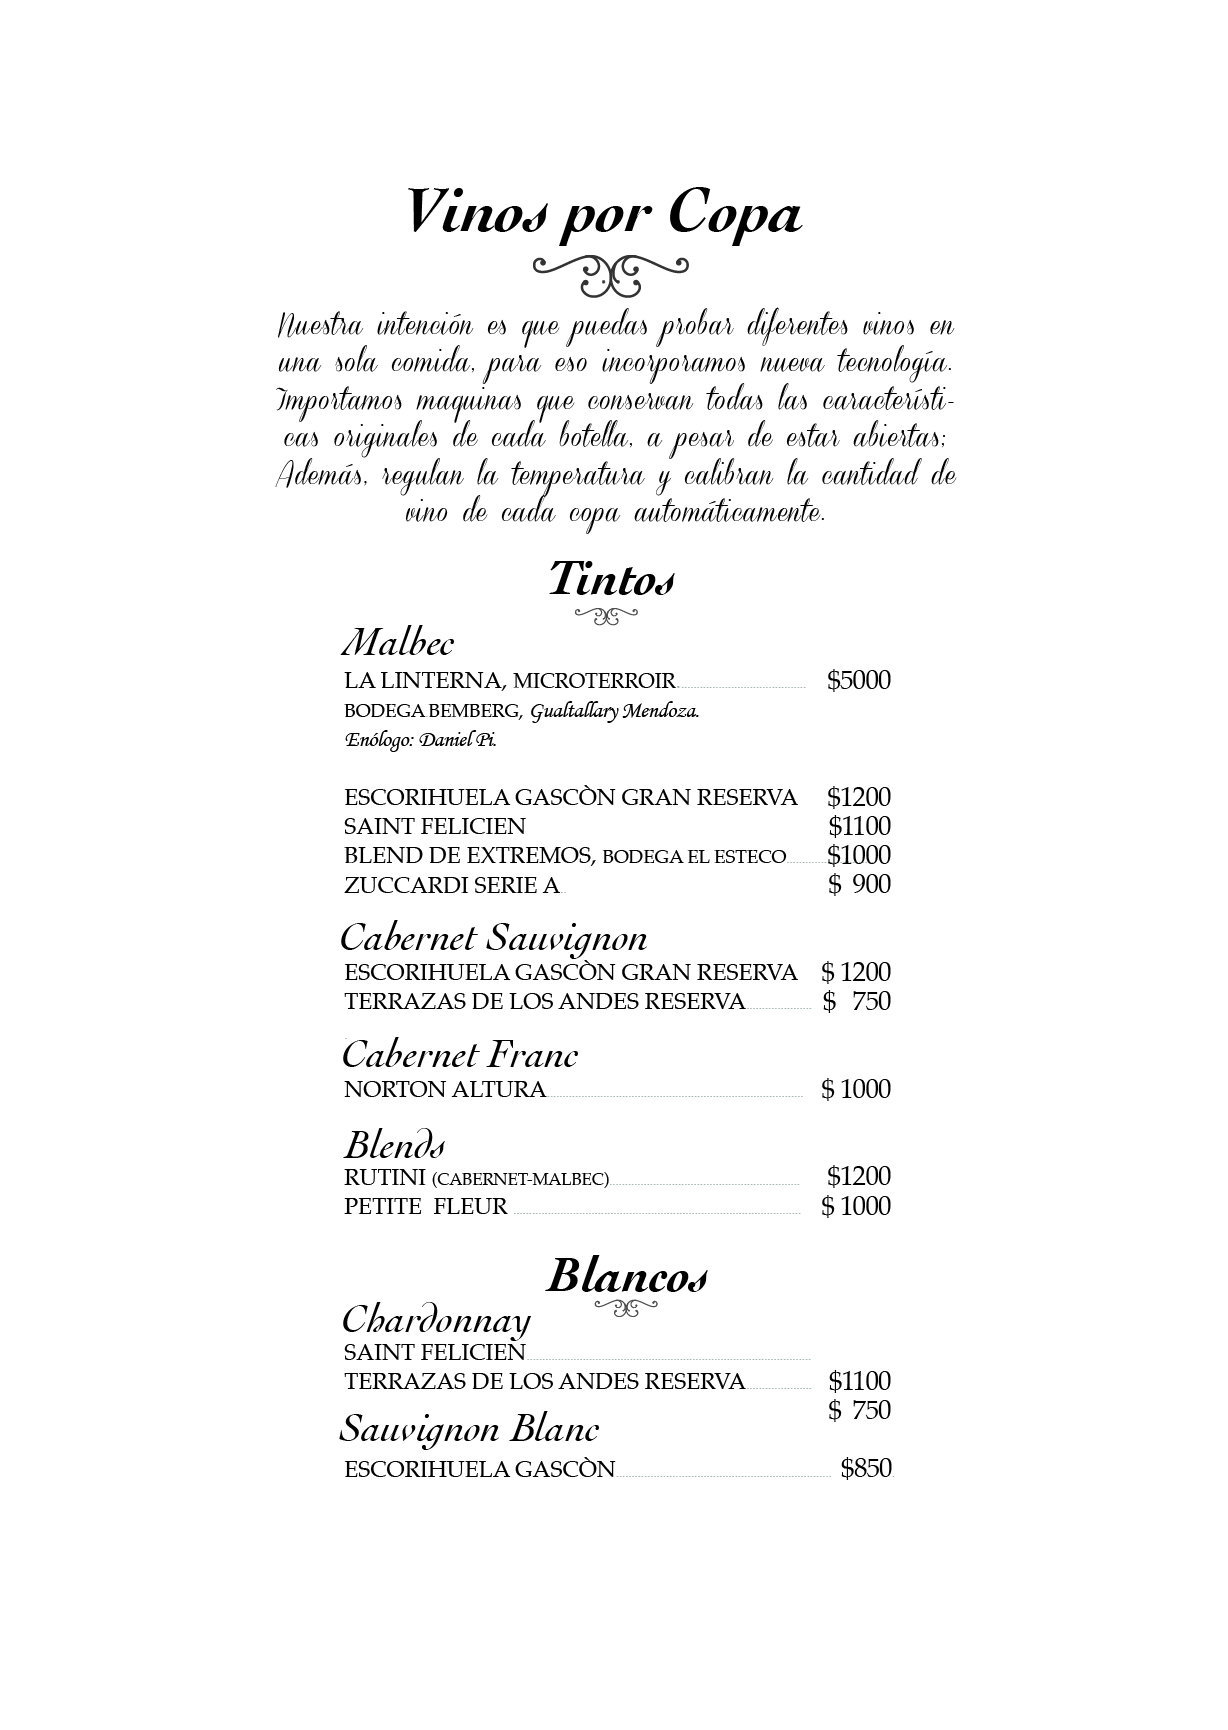 Vinos por Copa
Nuestra intención es que puedas probar diferentes vinos en
una sola comida, para eso incorporamos nueva tecnología.
Importamos maquinas que conservan todas las característi-
cas originales de cada botella, a pesar de estar abiertas;
Además, regulan la temperatura y calibran la cantidad de
vino de cada copa automáticamente.
Tintos
Malbec
LA LINTERNA, MICROTERROIR $5000
BODEGA BEMBERG, Gualtallary Mendoza.
Enólogo: Daniel Pi.
ESCORIHUELA GASCÒN GRAN RESERVA $1200
SAINT FELICIEN $1100
BLEND DE EXTREMOS, BODEGA EL ESTECO $1000
ZUCCARDI SERIE A $ 900
Cabernet Sauvignon
ESCORIHUELA GASCÒN GRAN RESERVA $ 1200
TERRAZAS DE LOS ANDES RESERVA $ 750
Cabernet Franc
NORTON ALTURA $ 1000
Blends
RUTINI (CABERNET-MALBEC) $1200
PETITE FLEUR $ 1000
Blancos
Chardonnay
SAINT FELICIEN
TERRAZAS DE LOS ANDES RESERVA $1100
$ 750
Sauvignon Blanc
ESCORIHUELA GASCÒN $850